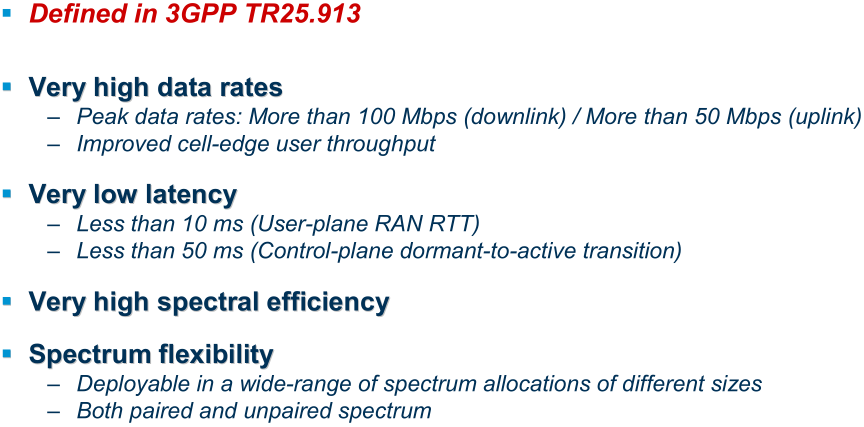 ▪ Defined in 3GPP TR25.913
▪ Very high data rates
– Peak data rates: More than 100 Mbps (downlink) / More than 50 Mbps (uplink)
– Improved cell-edge user throughput
▪ Very low latency
– Less than 10 ms (User-plane RAN RTT)
– Less than 50 ms (Control-plane dormant-to-active transition)
▪ Very high spectral efficiency
▪ Spectrum flexibility
– Deployable in a wide-range of spectrum allocations of different sizes
– Both paired and unpaired spectrum